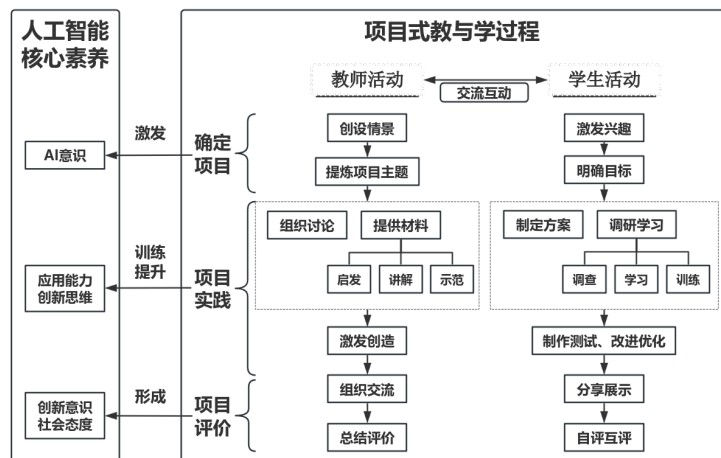 人工智能
核心素养
项目式教与学过程
教师活动
交流互动
学生活动
激发
确定
项目
AI意识
创设情景
提炼项目主题
激发兴趣
明确目标
训练
提升
项目
实践
应用能力
创新思维
组织讨论
提供材料
启发
讲解
示范
激发创造
制定方案
调研学习
调查
学习
训练
制作测试、改进优化
形成
项目
评价
创新意识
社会态度
组织交流
总结评价
分享展示
自评互评